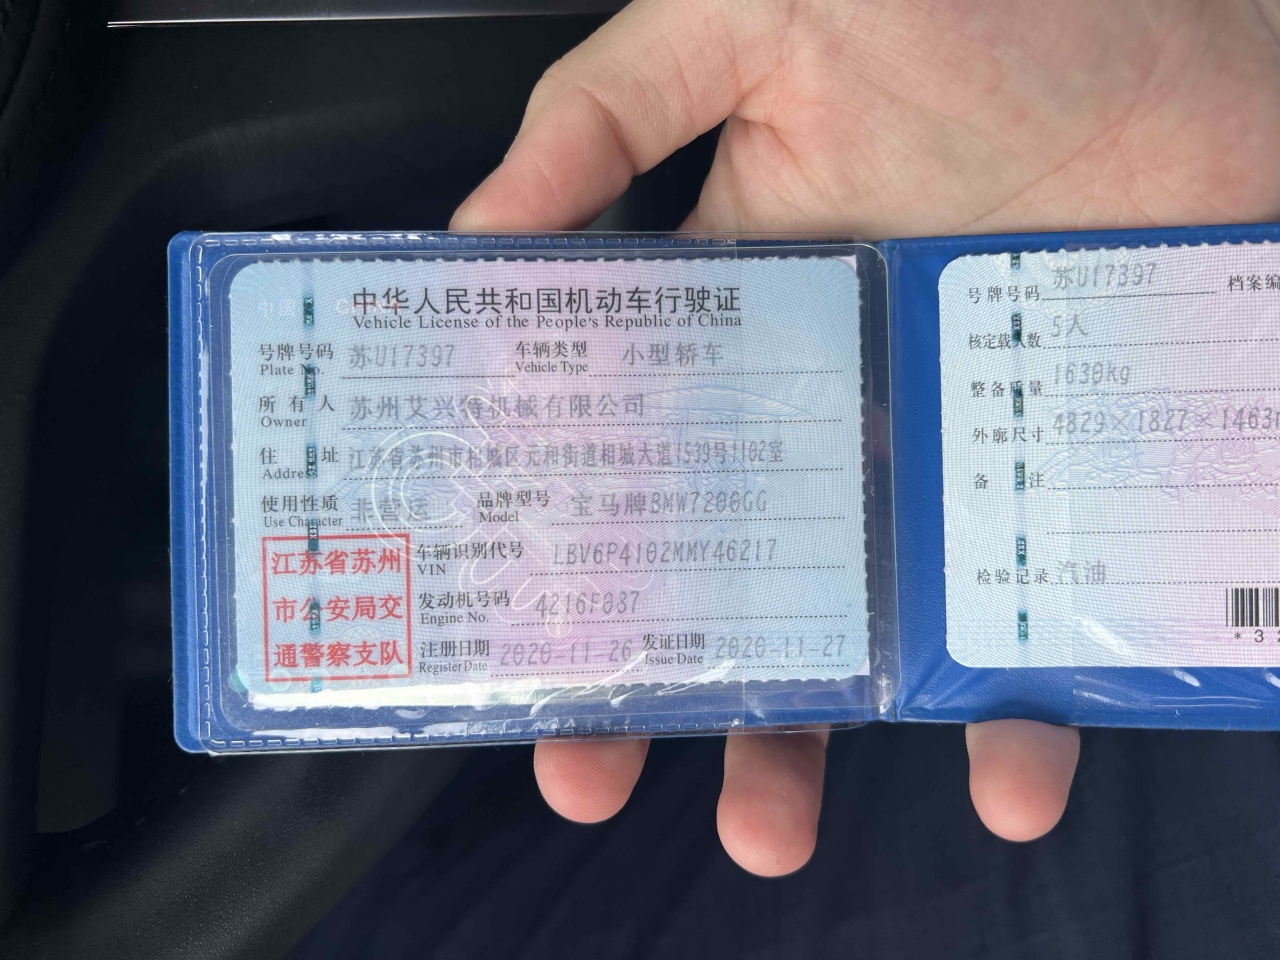 中华人民共和国机动车行驶证
Vehicle License of the People's Republic of China
号牌号码 苏U17397 车辆类型 小型轿车
Plate No. Vehicle Type
所有人 苏州艾兴特机械有限公司
Owner
住址 江苏省苏州市相城区元和街道相城大道1539号1102室
Address
使用性质 非营运 品牌型号 宝马牌BMW7200GG
Use Character Model
江苏省苏州
市公安局交
通警察支队
车辆识别代号 LBV6P4102MMY46217
VIN
发动机号码 4216F037
Engine No.
注册日期 2020-11-26 发证日期 2020-11-27
Register Date Issue Date
号牌号码 苏U17397 档案编
核定载人数 5人
整备质量 1630kg
外廓尺寸 4829×1827×1463
备注
检验记录 汽油
*3